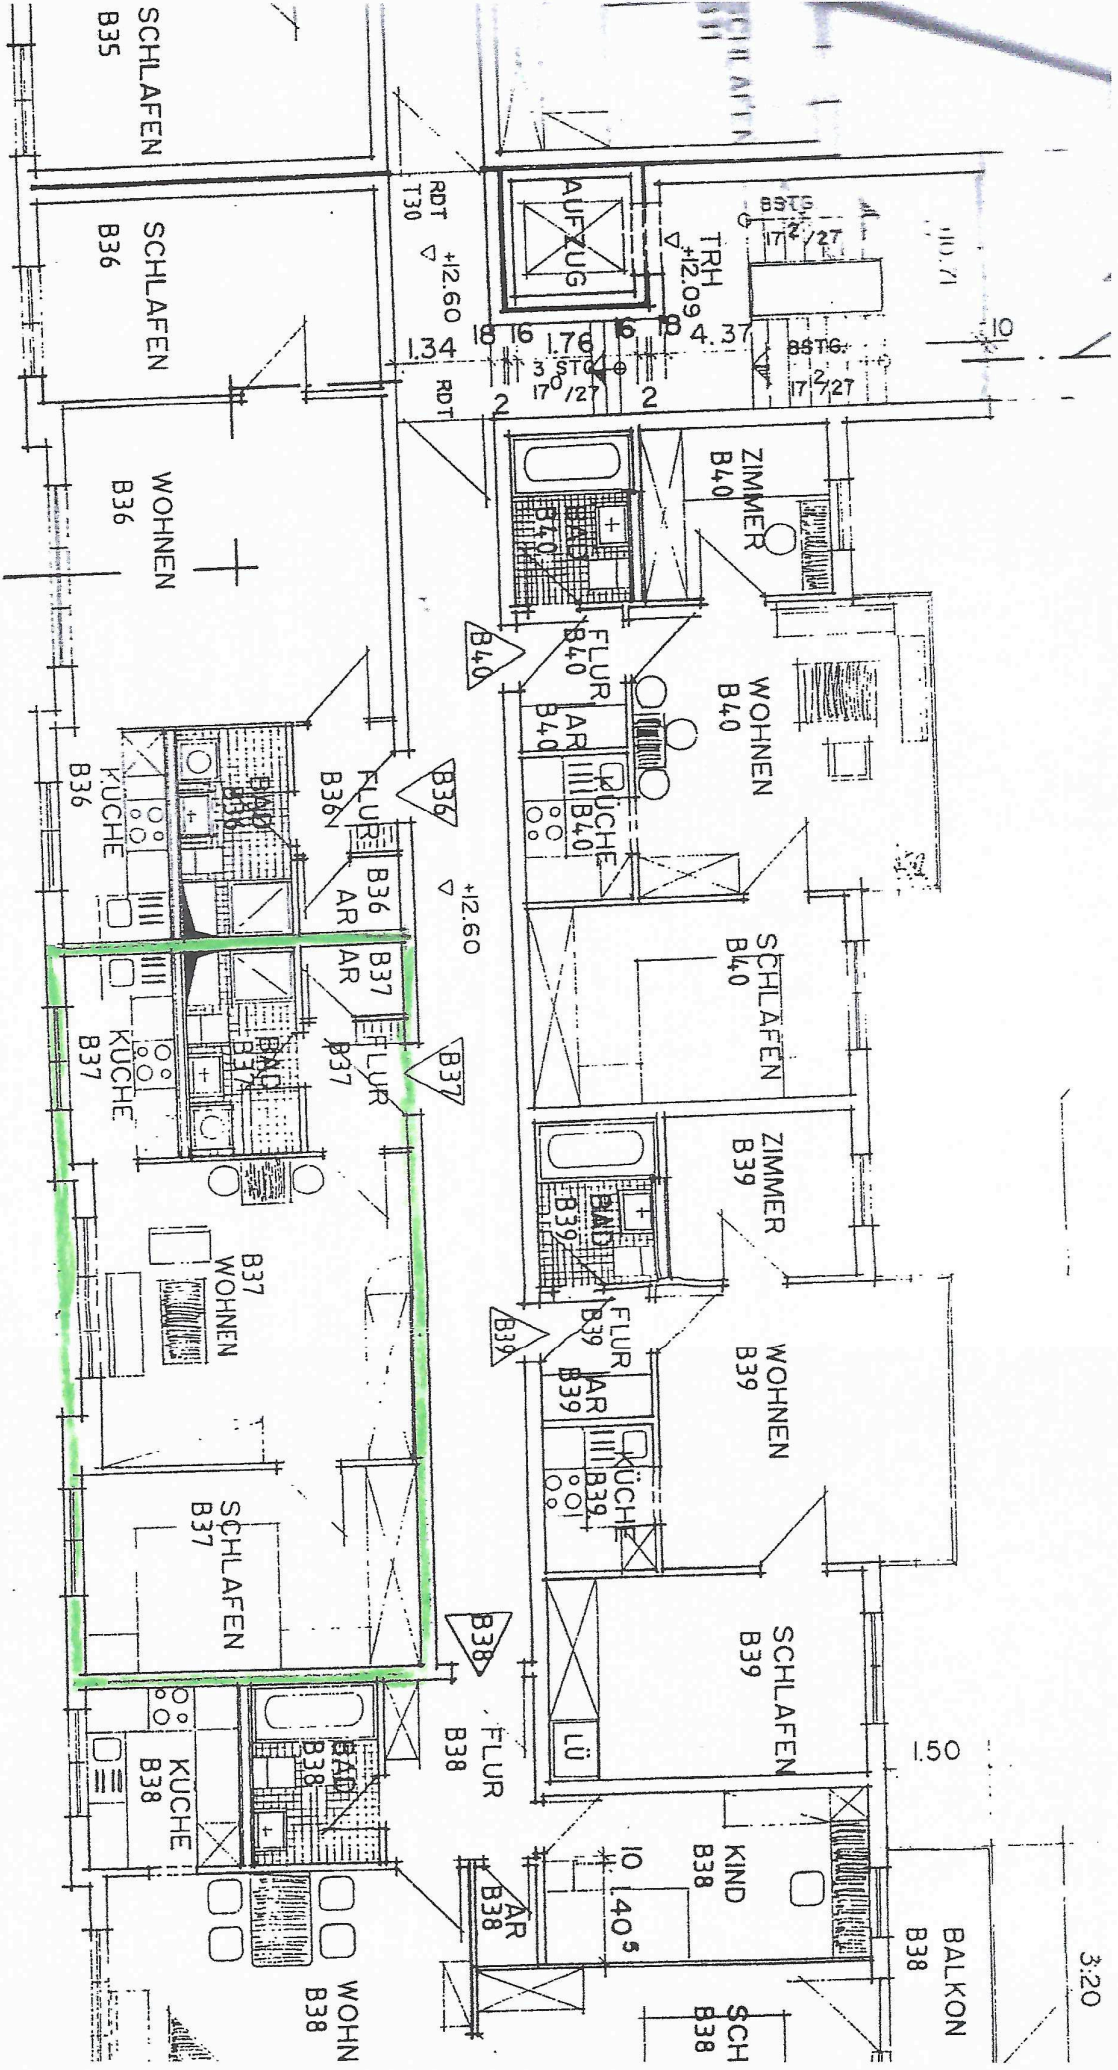 SCHLAFEN
B35
SCHLAFEN
B36
WOHNEN
B36
KÜCHE
B36
BAD
B36
FLUR
B36
B36
AR
B36
AUFZUG
TRH
+12.09
RDT
T30
+12.60
1.34
18
16
1.76
16
18
4.37
3 STG
17⁰/27
2
2
RDT
BSTG
17²/27
BSTG.
17²/27
10.71
10
ZIMMER
B40
BAD
B40
FLUR
B40
B40
AR
B40
KÜCHE
B40
WOHNEN
B40
SCHLAFEN
B40
+12.60
B37
AR
B37
FLUR
B37
BAD
B37
KÜCHE
B37
B37
WOHNEN
SCHLAFEN
B37
ZIMMER
B39
BAD
B39
FLUR
B39
B39
AR
B39
KÜCHE
B39
WOHNEN
B39
SCHLAFEN
B39
LÜ
B38
FLUR
B38
BAD
B38
KÜCHE
B38
AR
B38
KIND
B38
10
1.40⁵
1.50
BALKON
B38
3:20
WOHN
B38
SCH
B38